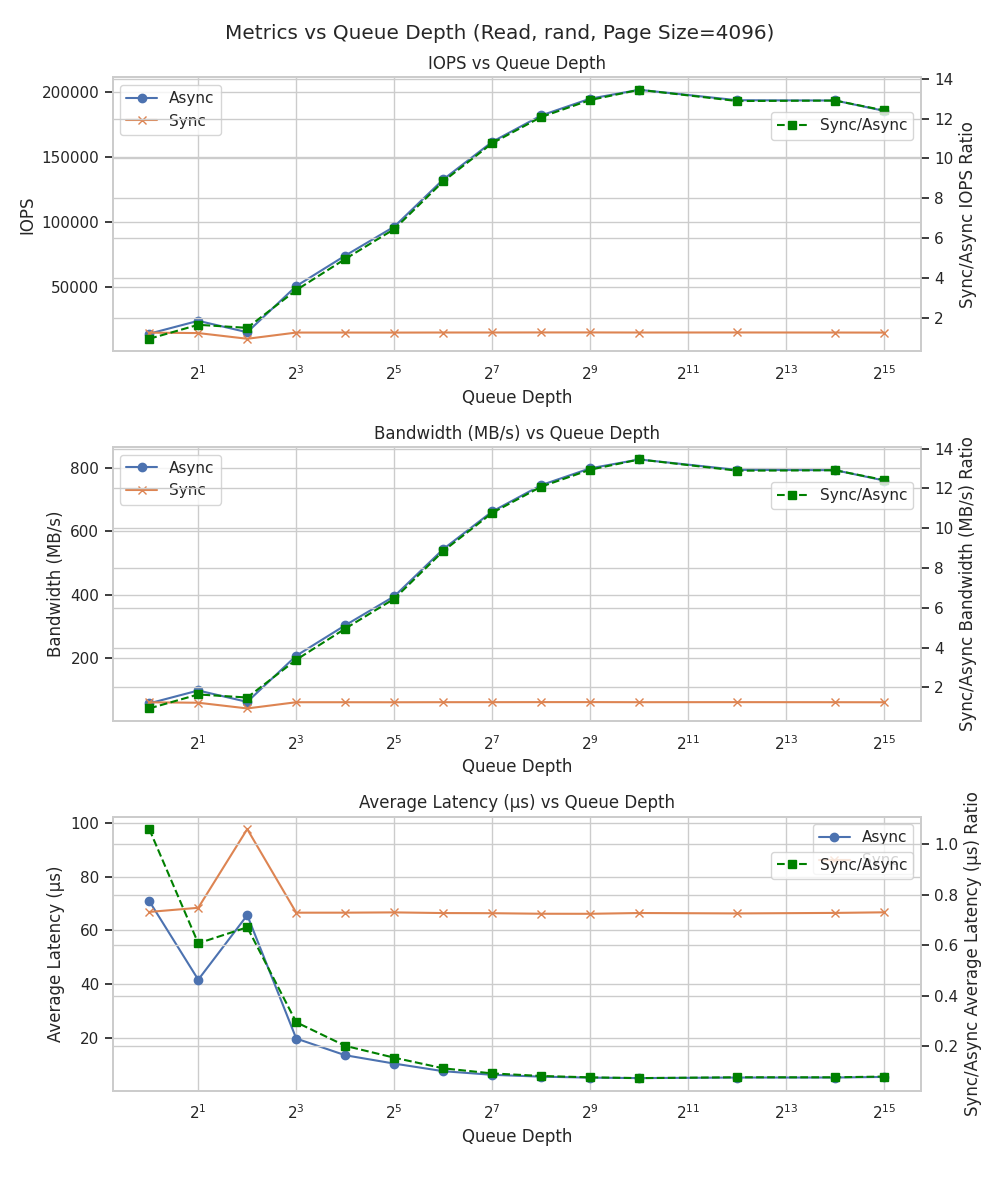 Metrics vs Queue Depth (Read, rand, Page Size=4096)
IOPS vs Queue Depth
200000
150000
100000
50000
IOPS
Async
Sync
Sync/Async
14
12
10
8
6
4
2
Sync/Async IOPS Ratio
2^1 2^3 2^5 2^7 2^9 2^11 2^13 2^15
Queue Depth
Bandwidth (MB/s) vs Queue Depth
800
600
400
200
Bandwidth (MB/s)
Async
Sync
Sync/Async
14
12
10
8
6
4
2
Sync/Async Bandwidth (MB/s) Ratio
2^1 2^3 2^5 2^7 2^9 2^11 2^13 2^15
Queue Depth
Average Latency (μs) vs Queue Depth
100
80
60
40
20
Average Latency (μs)
Async
Sync/Async
1.0
0.8
0.6
0.4
0.2
Sync/Async Average Latency (μs) Ratio
2^1 2^3 2^5 2^7 2^9 2^11 2^13 2^15
Queue Depth